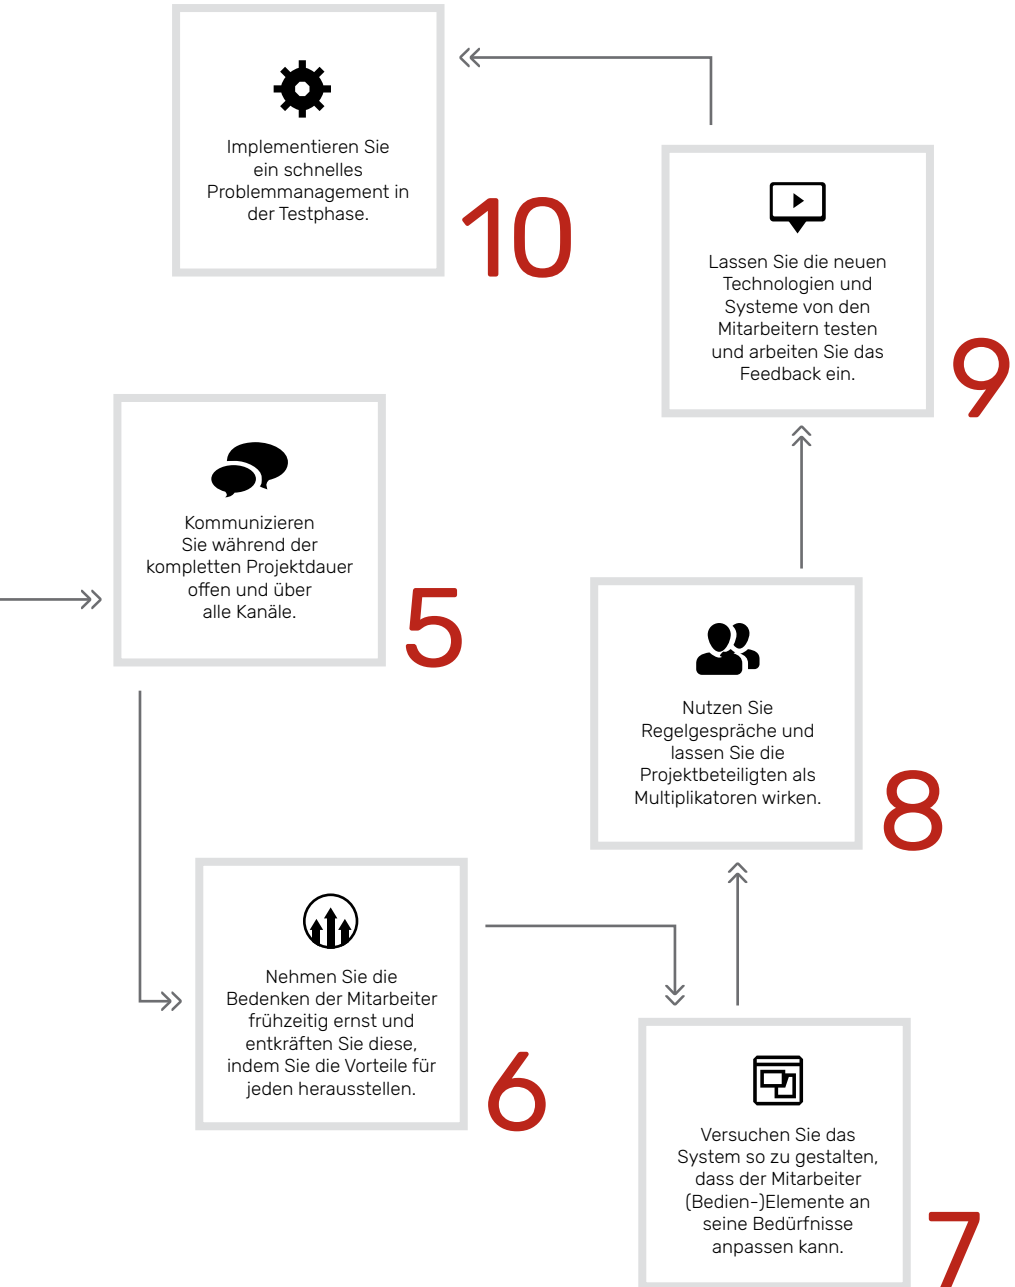 Kommunizieren
Sie während der
kompletten Projektdauer
offen und über
alle Kanäle.
5
Nehmen Sie die
Bedenken der Mitarbeiter
frühzeitig ernst und
entkräften Sie diese,
indem Sie die Vorteile für
jeden herausstellen.
6
Versuchen Sie das
System so zu gestalten,
dass der Mitarbeiter
(Bedien-)Elemente an
seine Bedürfnisse
anpassen kann.
7
Nutzen Sie
Regelgespräche und
lassen Sie die
Projektbeteiligten als
Multiplikatoren wirken.
8
Lassen Sie die neuen
Technologien und
Systeme von den
Mitarbeitern testen
und arbeiten Sie das
Feedback ein.
9
Implementieren Sie
ein schnelles
Problemmanagement in
der Testphase.
10